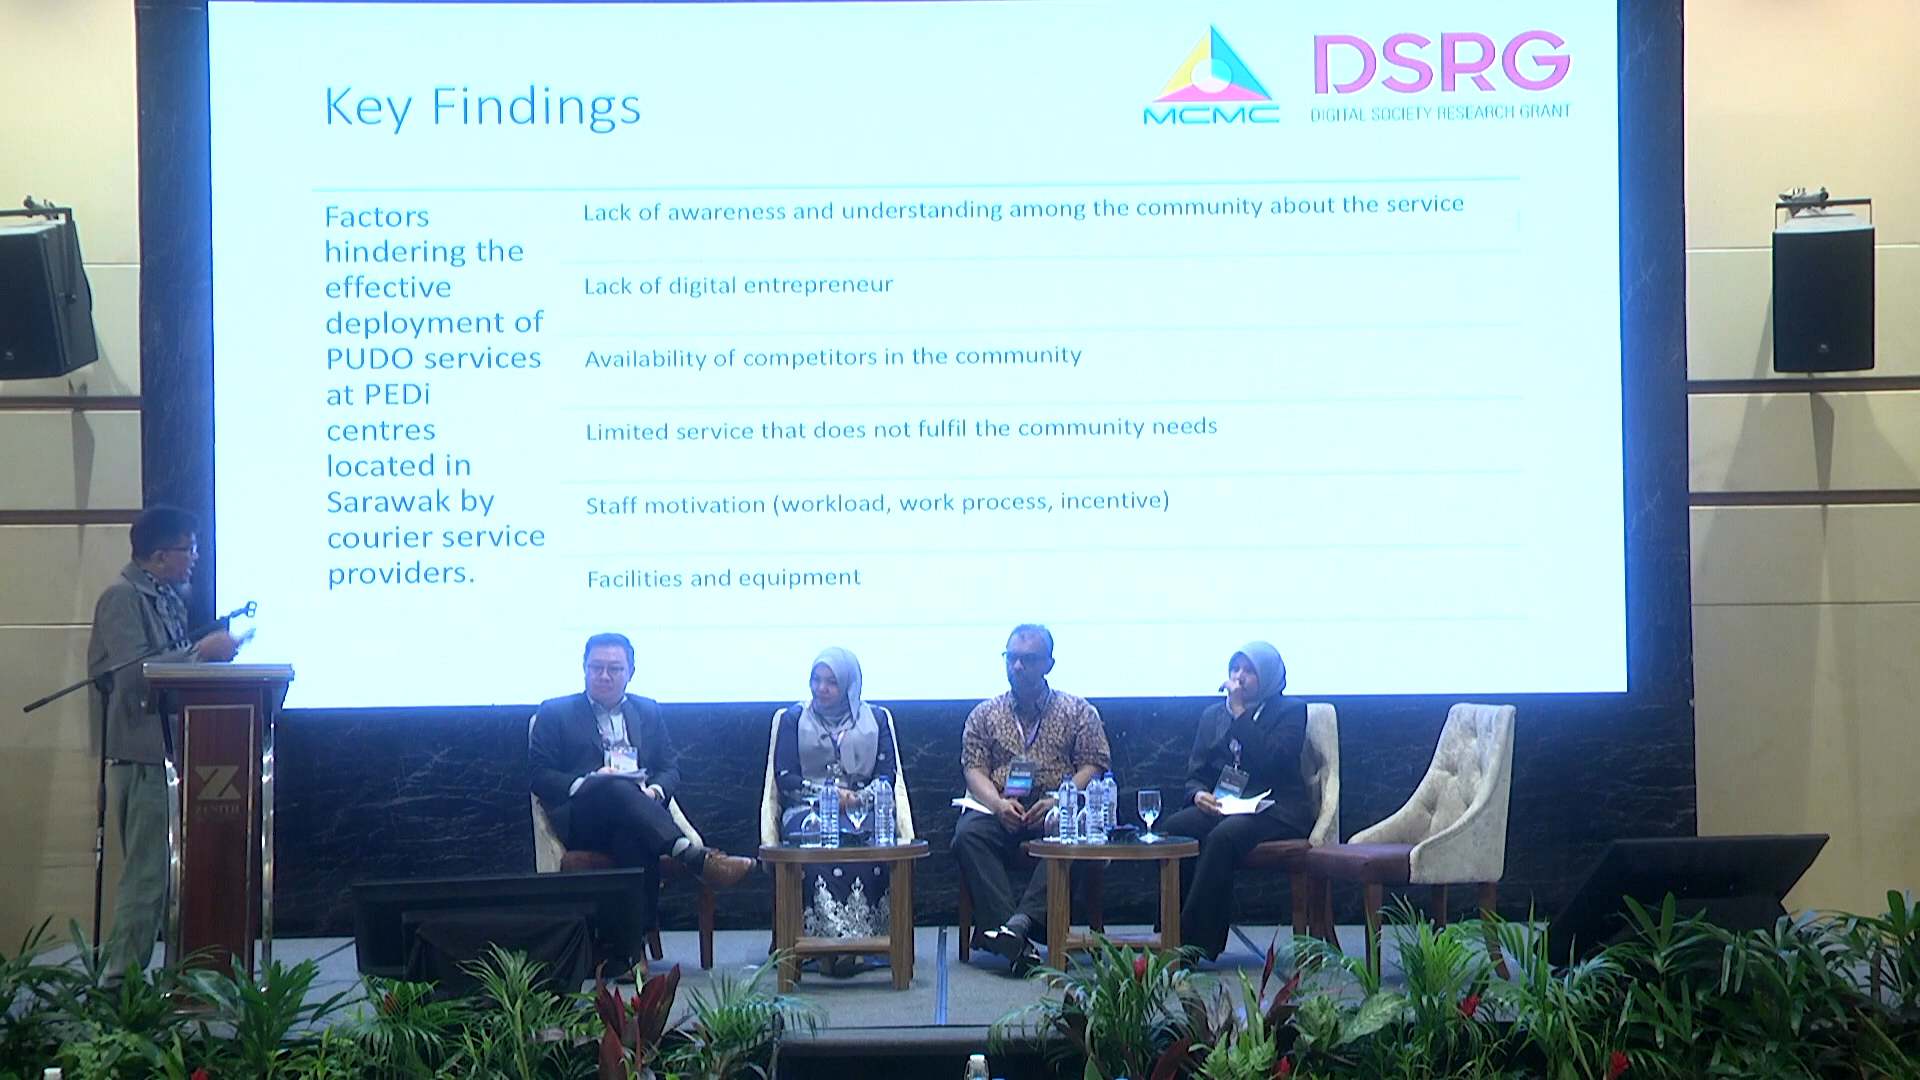 Key Findings
MCMC
DSRG
DIGITAL SOCIETY RESEARCH GRANT
Factors
hindering the
effective
deployment of
PUDO services
at PEDi
centres
located in
Sarawak by
courier service
providers.
Lack of awareness and understanding among the community about the service
Lack of digital entrepreneur
Availability of competitors in the community
Limited service that does not fulfil the community needs
Staff motivation (workload, work process, incentive)
Facilities and equipment
Z
ZENITH